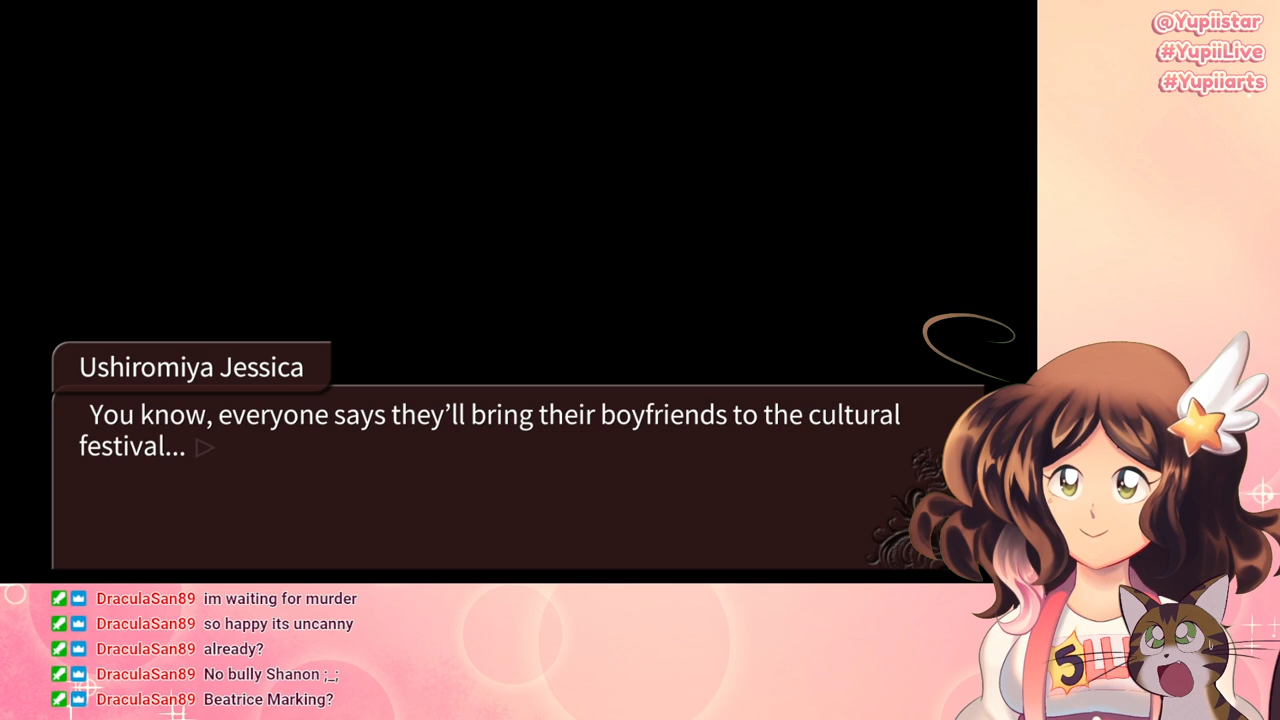 @Yupiistar
#YupiiLive
#Yupiiarts
Ushiromiya Jessica
You know, everyone says they’ll bring their boyfriends to the cultural
festival...
DraculaSan89 im waiting for murder
DraculaSan89 so happy its uncanny
DraculaSan89 already?
DraculaSan89 No bully Shanon ;_;
DraculaSan89 Beatrice Marking?
5